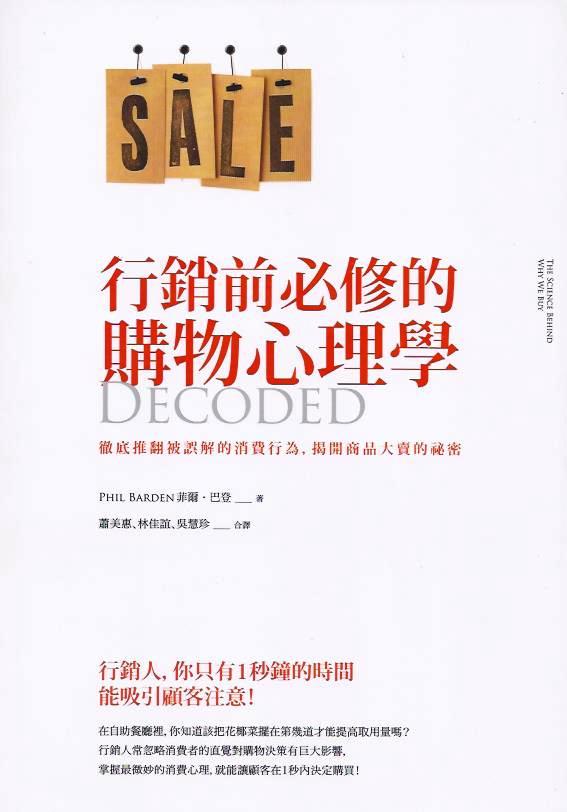 SALE
行銷前必修的
購物心理學
DECODED
THE SCIENCE BEHIND
WHY WE BUY
徹底推翻被誤解的消費行為，揭開商品大賣的祕密
PHIL BARDEN 菲爾・巴登 ＿＿ 著
蕭美惠、林佳誼、吳慧珍 ＿＿ 合譯
行銷人，你只有1秒鐘的時間
能吸引顧客注意！
在自助餐廳裡，你知道該把花椰菜擺在第幾道才能提高取用量嗎？
行銷人常忽略消費者的直覺對購物決策有巨大影響，
掌握最微妙的消費心理，就能讓顧客在1秒內決定購買！